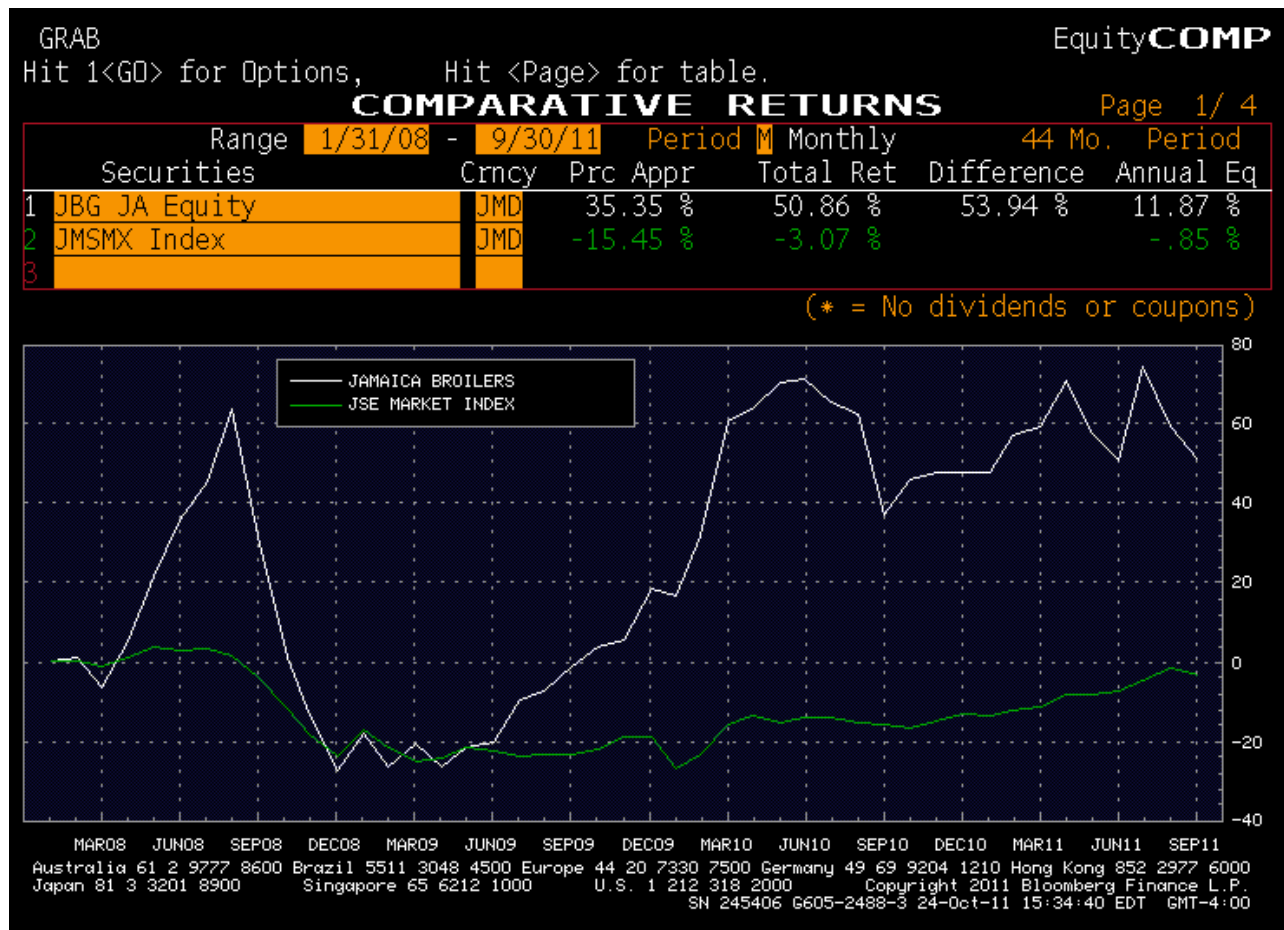 GRAB EquityCOMP
Hit 1<GO> for Options, Hit <Page> for table.
COMPARATIVE RETURNS Page 1/ 4
Range 1/31/08 - 9/30/11 Period M Monthly 44 Mo. Period
Securities Crncy Prc Appr Total Ret Difference Annual Eq
1 JBG JA Equity JMD 35.35 % 50.86 % 53.94 % 11.87 %
2 JMSMX Index JMD -15.45 % -3.07 % -.85 %
3
(* = No dividends or coupons)
80
JAMAICA BROILERS
JSE MARKET INDEX
60
40
20
0
-20
-40
MAR08 JUN08 SEP08 DEC08 MAR09 JUN09 SEP09 DEC09 MAR10 JUN10 SEP10 DEC10 MAR11 JUN11 SEP11
Australia 61 2 9777 8600 Brazil 5511 3048 4500 Europe 44 20 7330 7500 Germany 49 69 9204 1210 Hong Kong 852 2977 6000
Japan 81 3 3201 8900 Singapore 65 6212 1000 U.S. 1 212 318 2000 Copyright 2011 Bloomberg Finance L.P.
SN 245406 G605-2488-3 24-Oct-11 15:34:40 EDT GMT-4:00